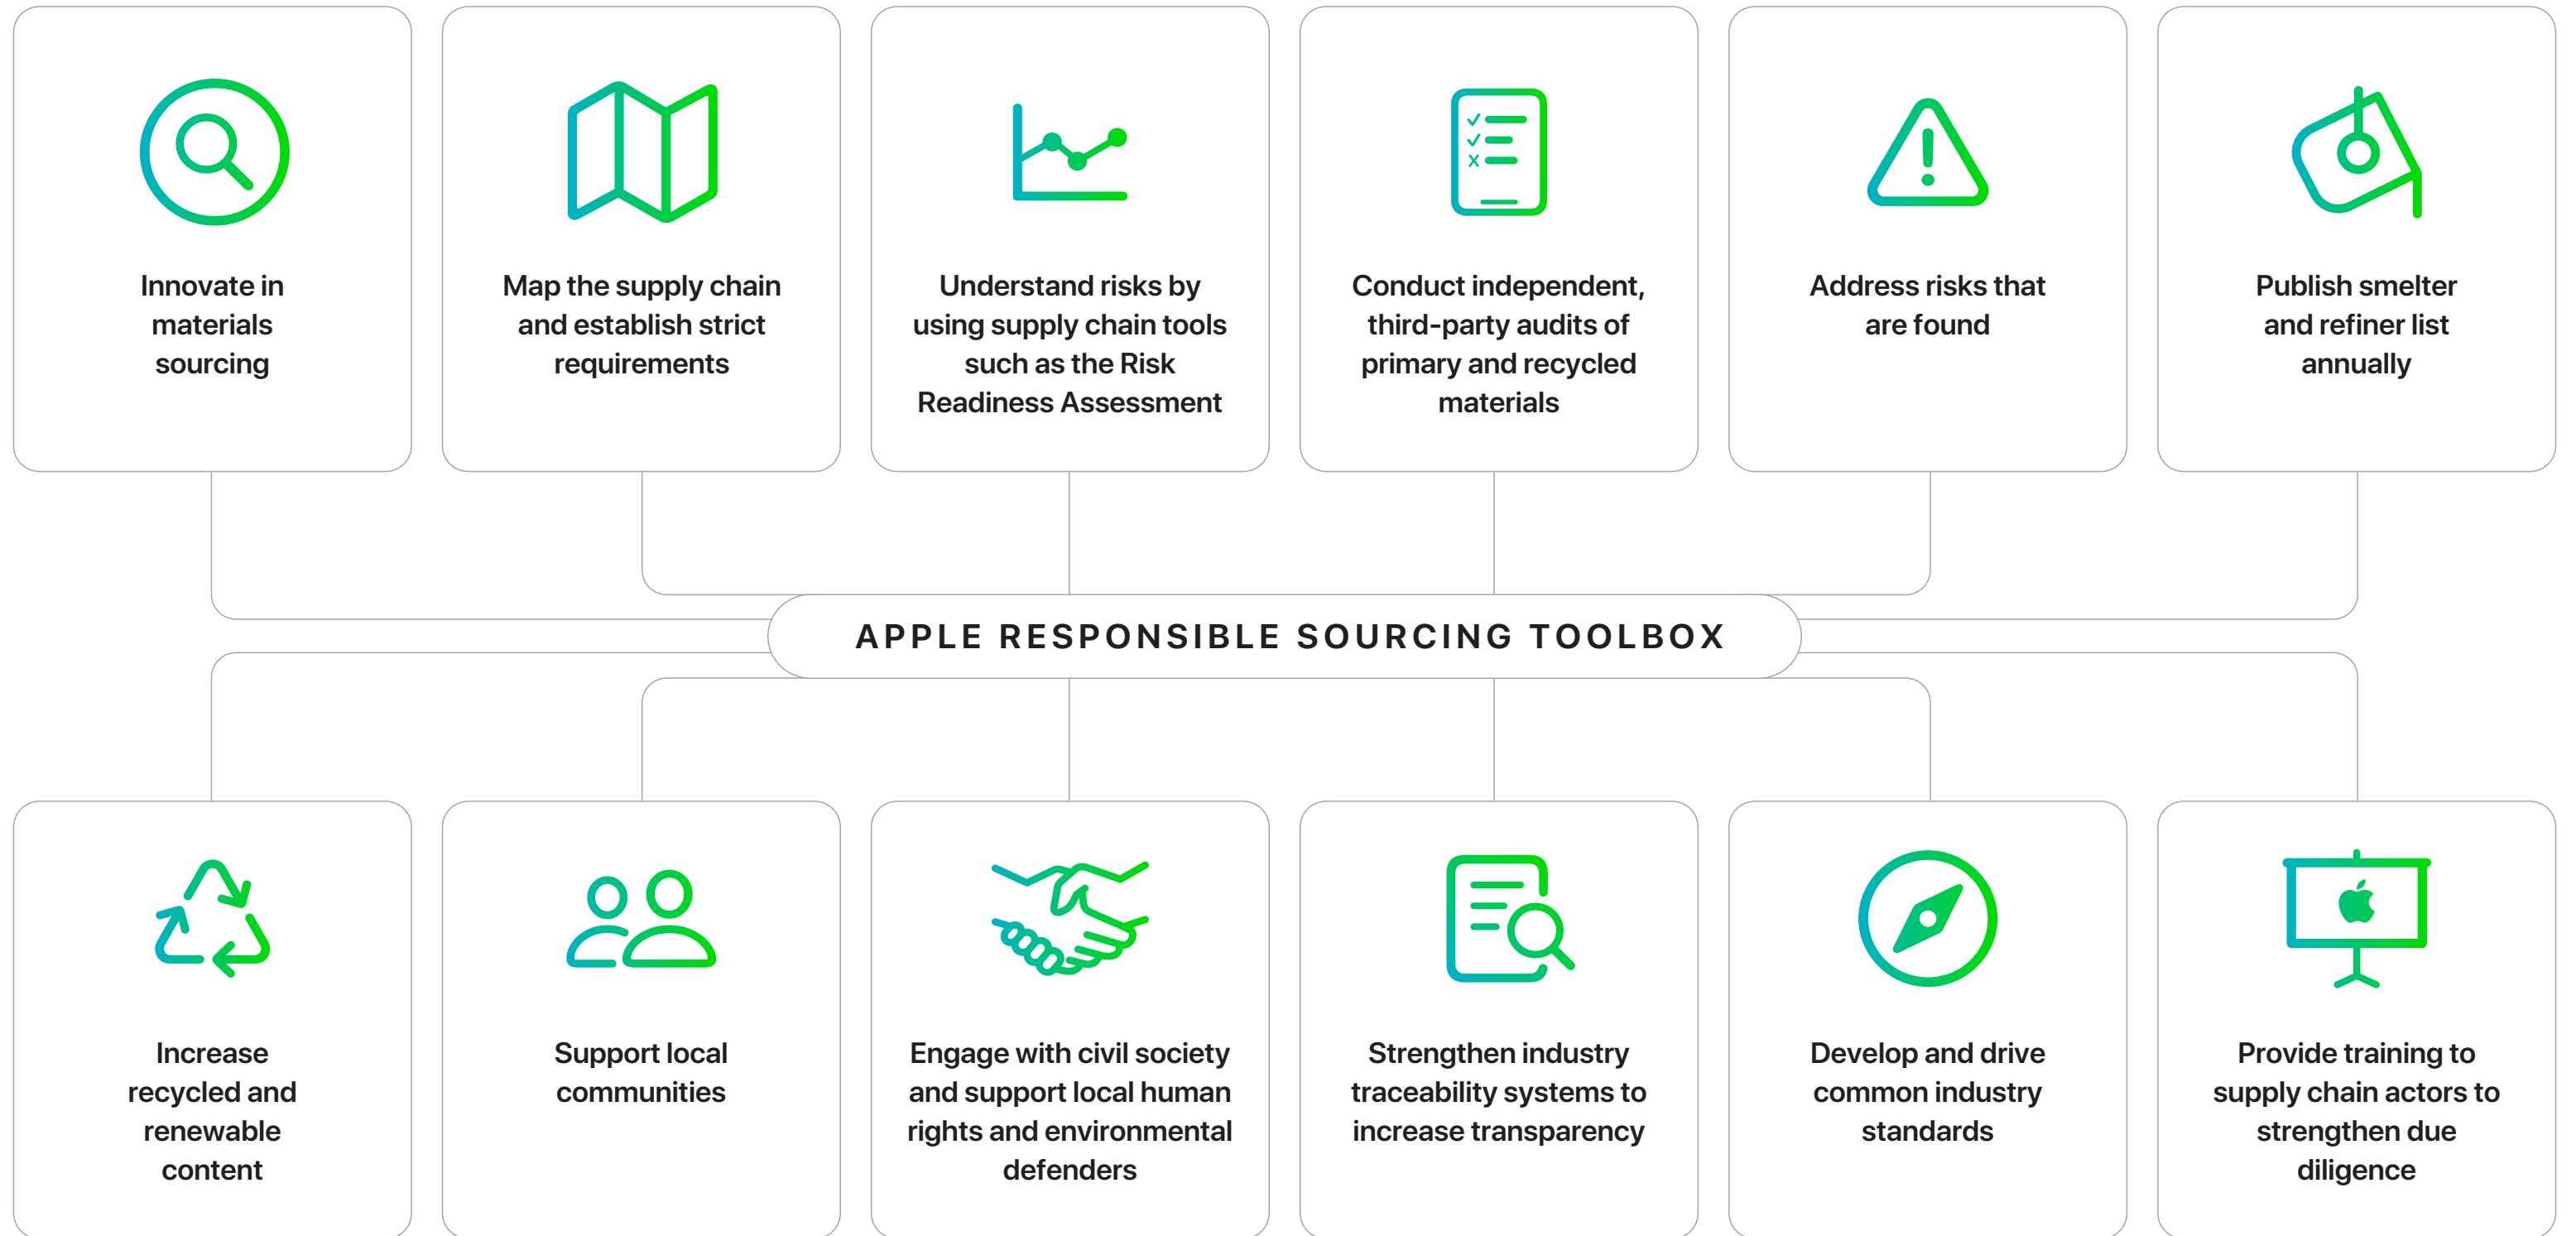 Innovate in
materials
sourcing
Map the supply chain
and establish strict
requirements
Understand risks by
using supply chain tools
such as the Risk
Readiness Assessment
Conduct independent,
third-party audits of
primary and recycled
materials
Address risks that
are found
Publish smelter
and refiner list
annually
APPLE RESPONSIBLE SOURCING TOOLBOX
Increase
recycled and
renewable
content
Support local
communities
Engage with civil society
and support local human
rights and environmental
defenders
Strengthen industry
traceability systems to
increase transparency
Develop and drive
common industry
standards
Provide training to
supply chain actors to
strengthen due
diligence